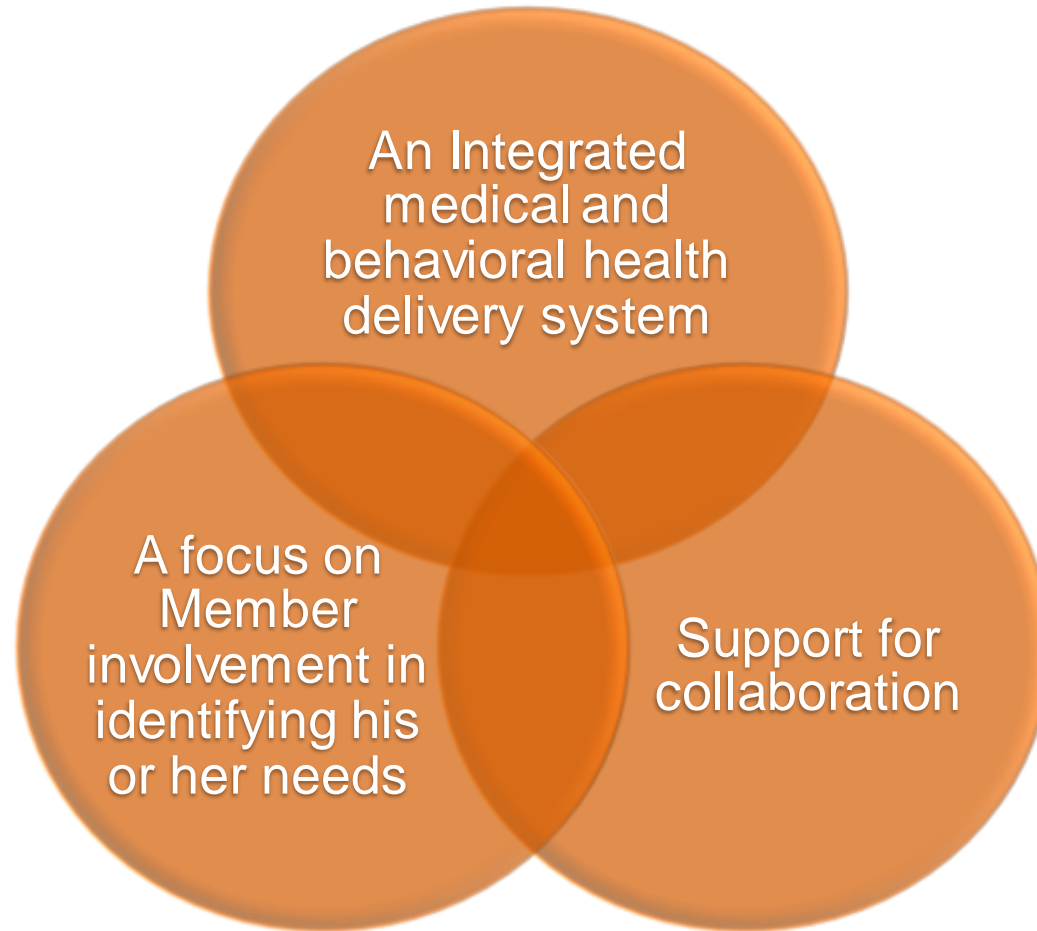 An Integrated
medical and
behavioral health
delivery system
A focus on
Member
involvement in
identifying his
or her needs
Support for
collaboration